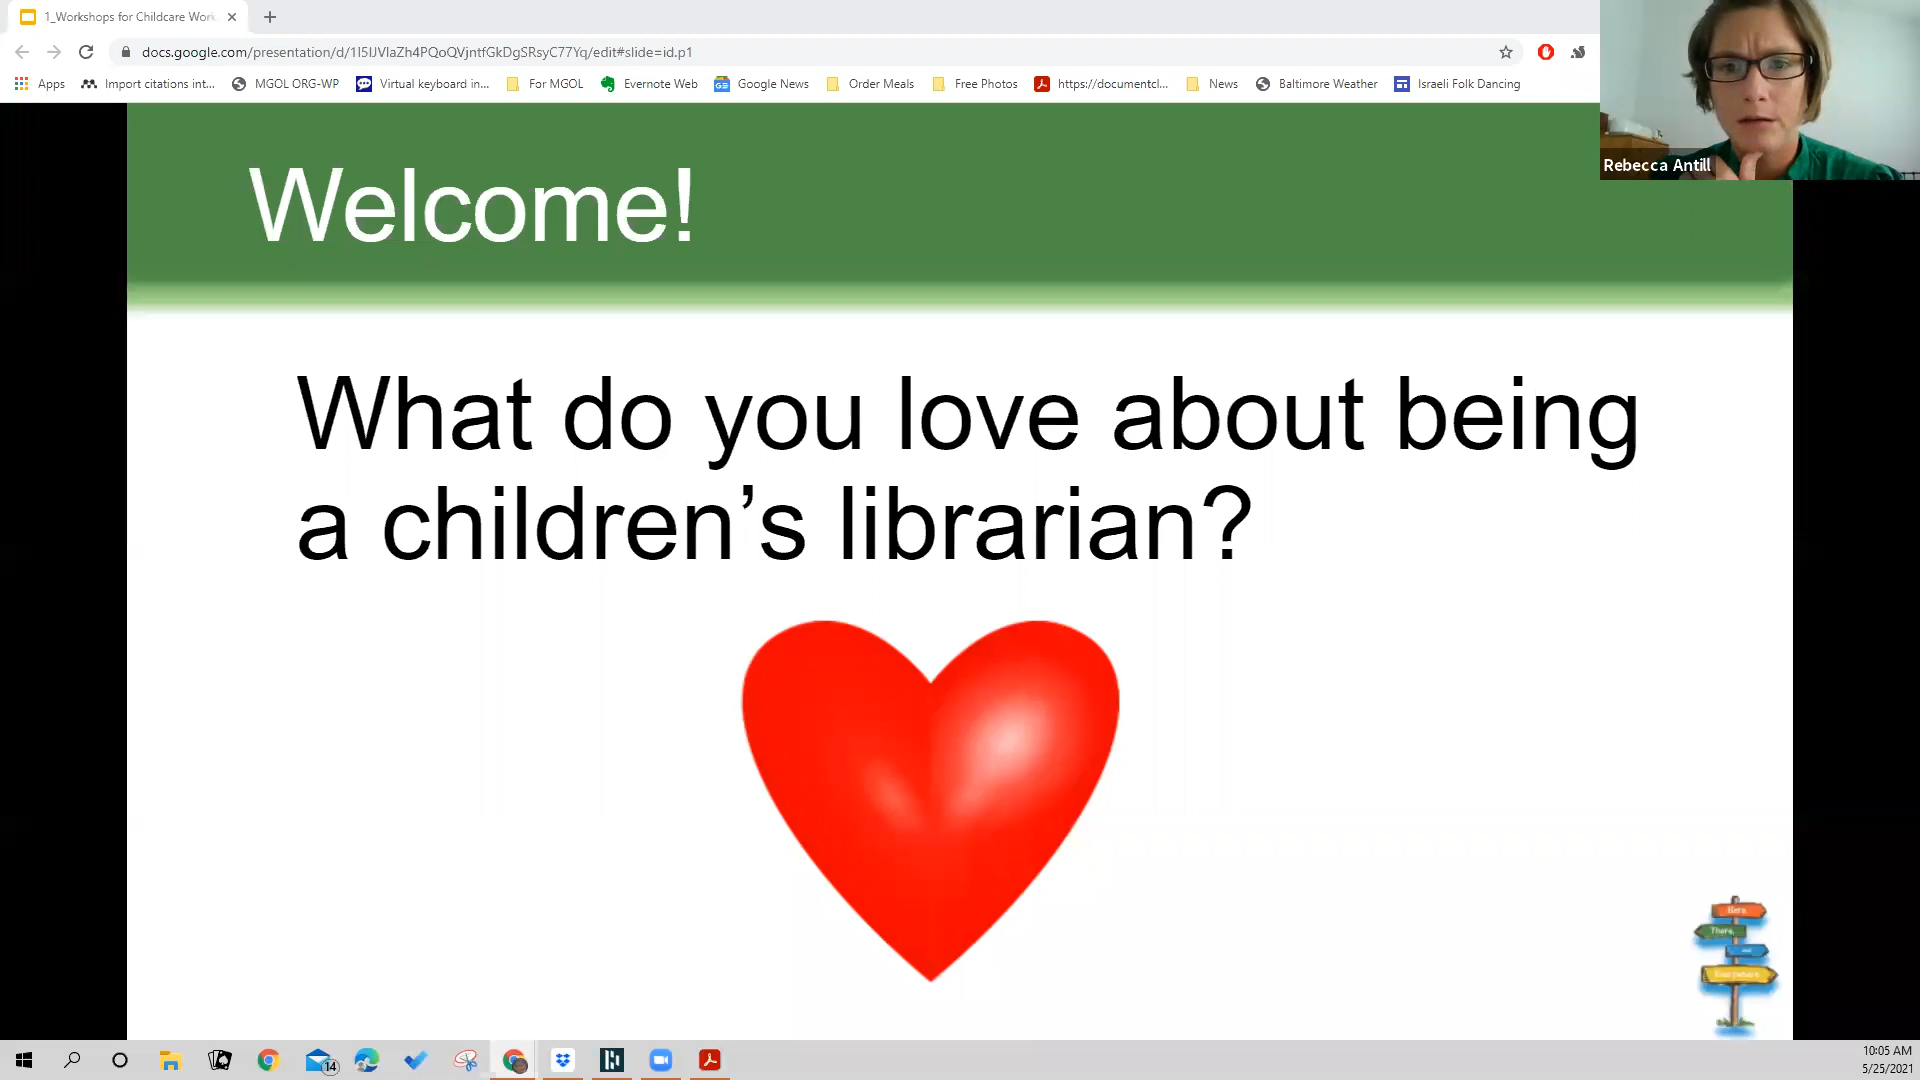 1_Workshops for Childcare Work
docs.google.com/presentation/d/1I5IJVlaZh4PQoQVjntfGkDgSRsyC77Yq/edit#slide=id.p1
Apps
Import citations int...
MGOL ORG-WP
Virtual keyboard in...
For MGOL
Evernote Web
Google News
Order Meals
Free Photos
https://documentcl...
News
Baltimore Weather
Israeli Folk Dancing
Rebecca Antill
Welcome!
What do you love about being
a children’s librarian?
Here,
There,
and
Everywhere
14
10:05 AM
5/25/2021